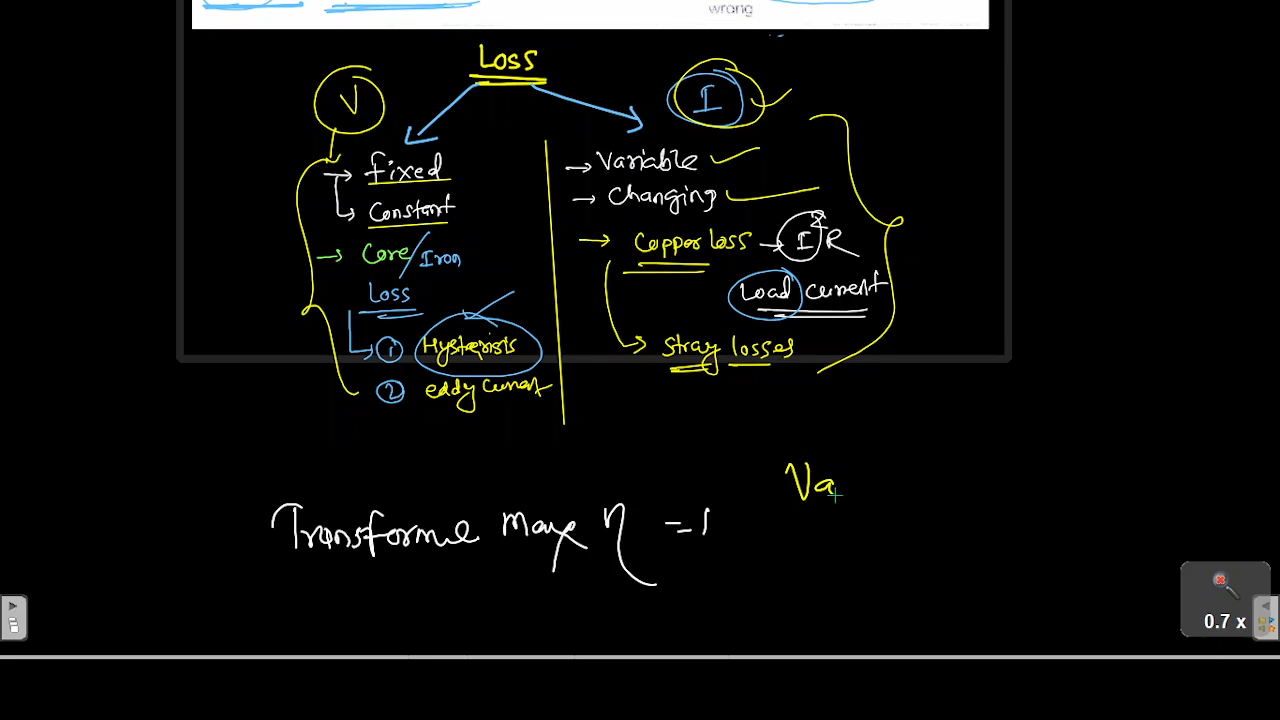 wrong
Loss
V
I
fixed
Constant
Core/Iron
Loss
1 Hysterisis
2 eddy current
Variable
Changing
Copper loss → I²R
Load current
stray losses
Va
Transforme Max η = 1
0.7 x